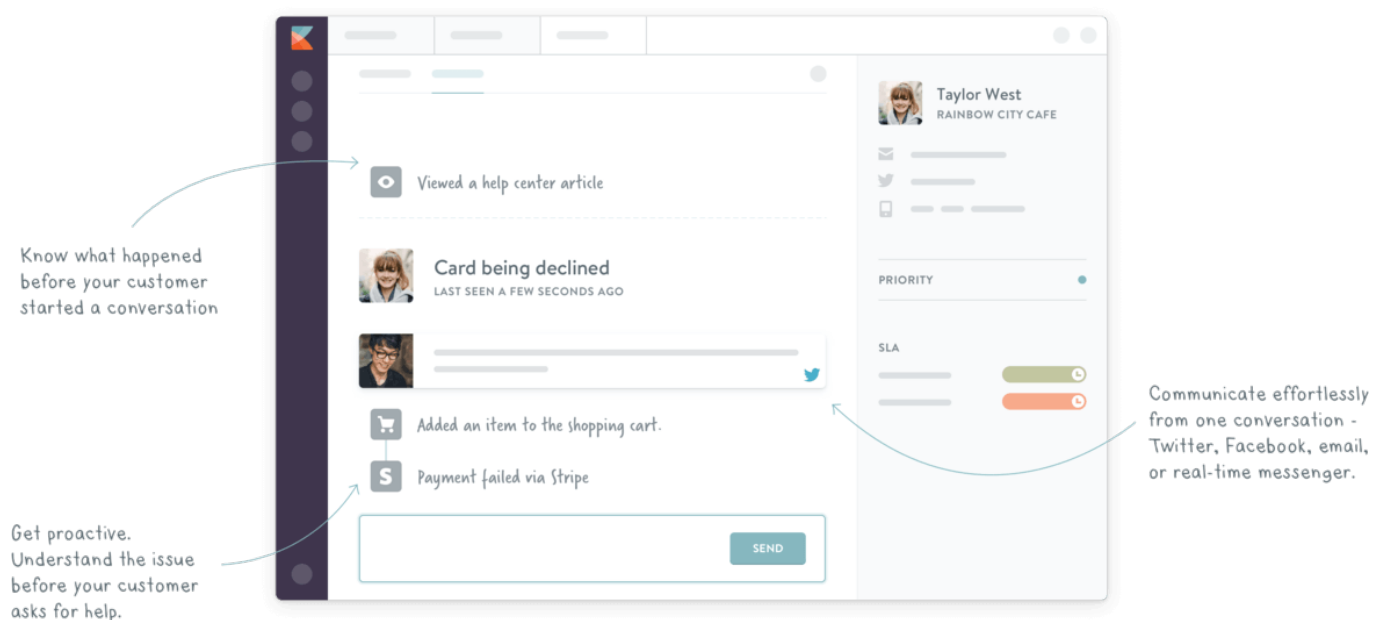 Taylor West
RAINBOW CITY CAFE
Viewed a help center article
Know what happened
before your customer
started a conversation
Card being declined
LAST SEEN A FEW SECONDS AGO
PRIORITY
SLA
Added an item to the shopping cart.
S
Payment failed via Stripe
Communicate effortlessly
from one conversation -
Twitter, Facebook, email,
or real-time messenger.
Get proactive.
Understand the issue
before your customer
asks for help.
SEND